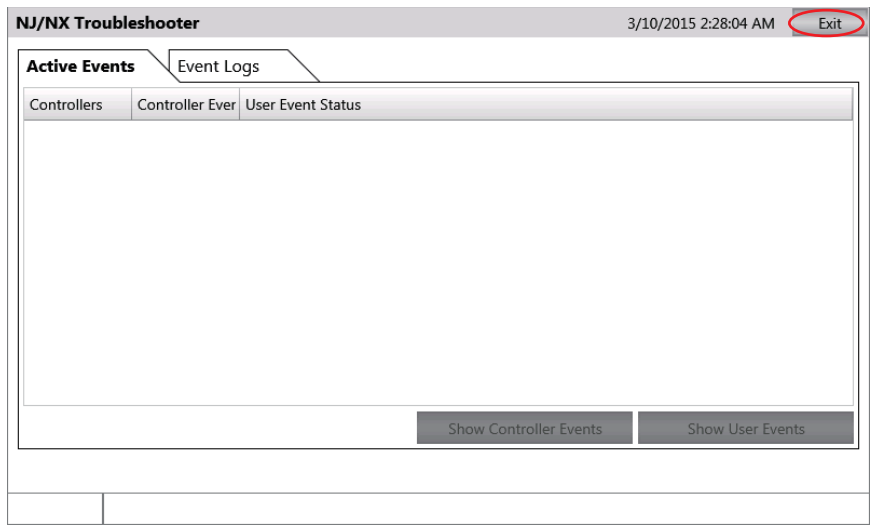 NJ/NX Troubleshooter 3/10/2015 2:28:04 AM Exit
Active Events Event Logs
Controllers Controller Ever User Event Status
Show Controller Events Show User Events